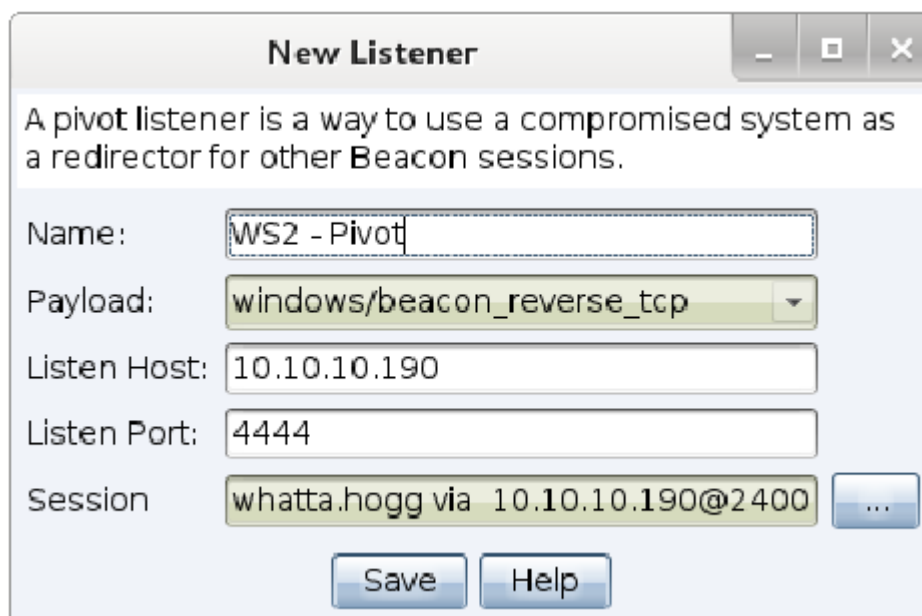 New Listener
A pivot listener is a way to use a compromised system as
a redirector for other Beacon sessions.
Name: WS2 - Pivot
Payload: windows/beacon_reverse_tcp
Listen Host: 10.10.10.190
Listen Port: 4444
Session whatta.hogg via 10.10.10.190@2400 ...
Save Help